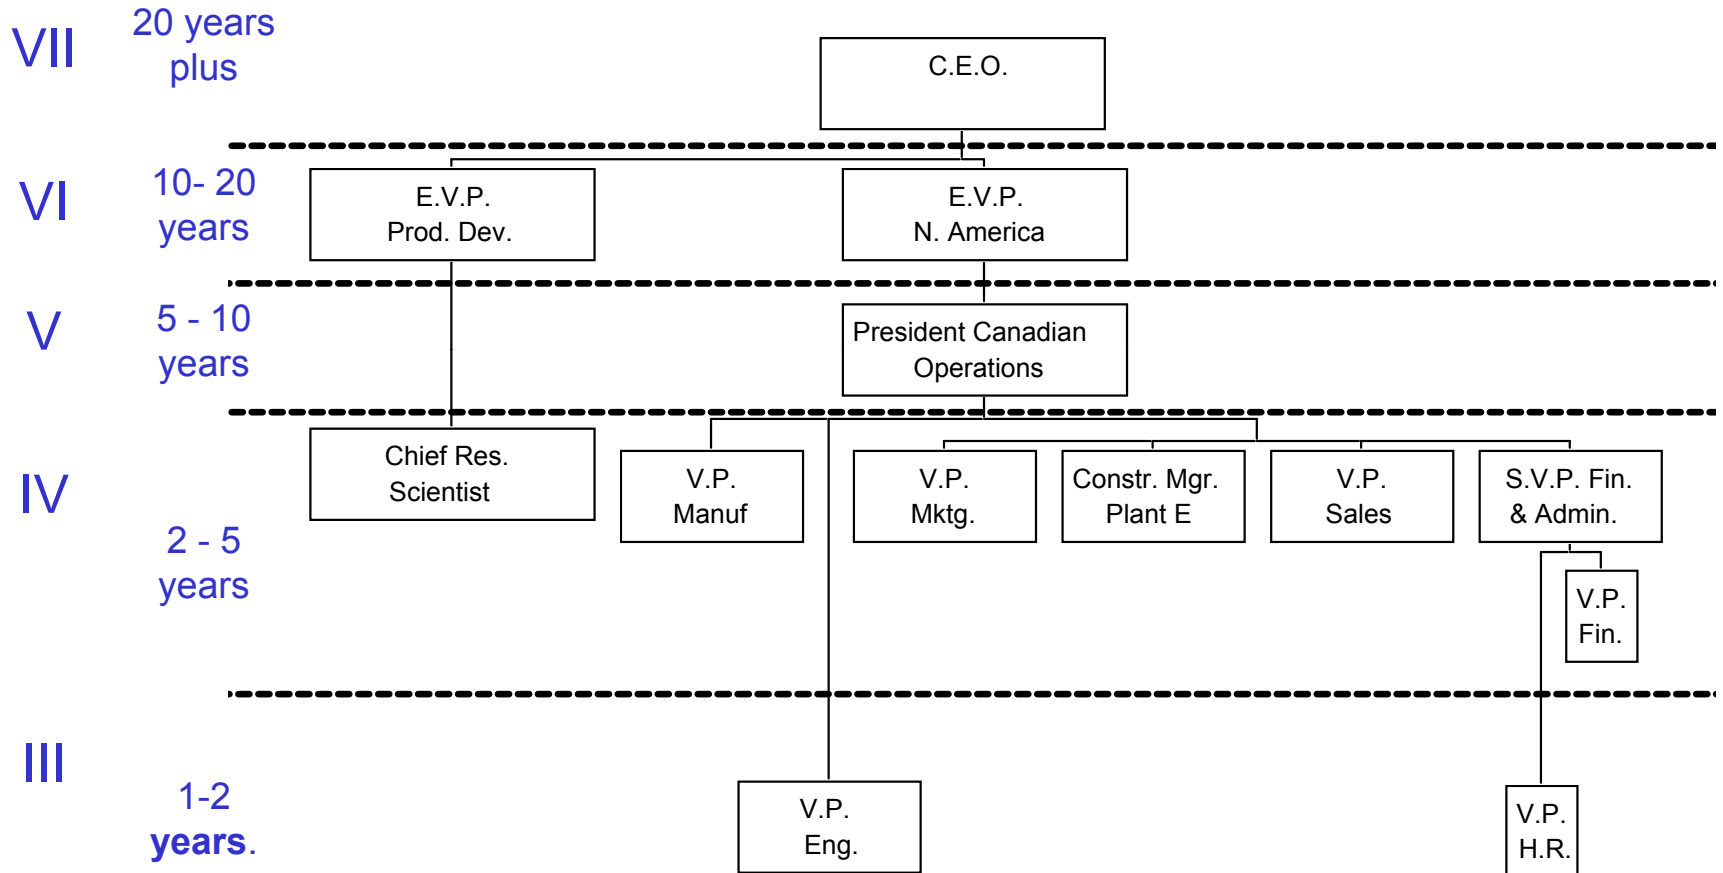 VII
20 years
plus
C.E.O.
VI
10- 20
years
E.V.P.
Prod. Dev.
E.V.P.
N. America
V
5 - 10
years
President Canadian
Operations
IV
2 - 5
years
Chief Res.
Scientist
V.P.
Manuf
V.P.
Mktg.
Constr. Mgr.
Plant E
V.P.
Sales
S.V.P. Fin.
& Admin.
V.P.
Fin.
III
1-2
years.
V.P.
Eng.
V.P.
H.R.